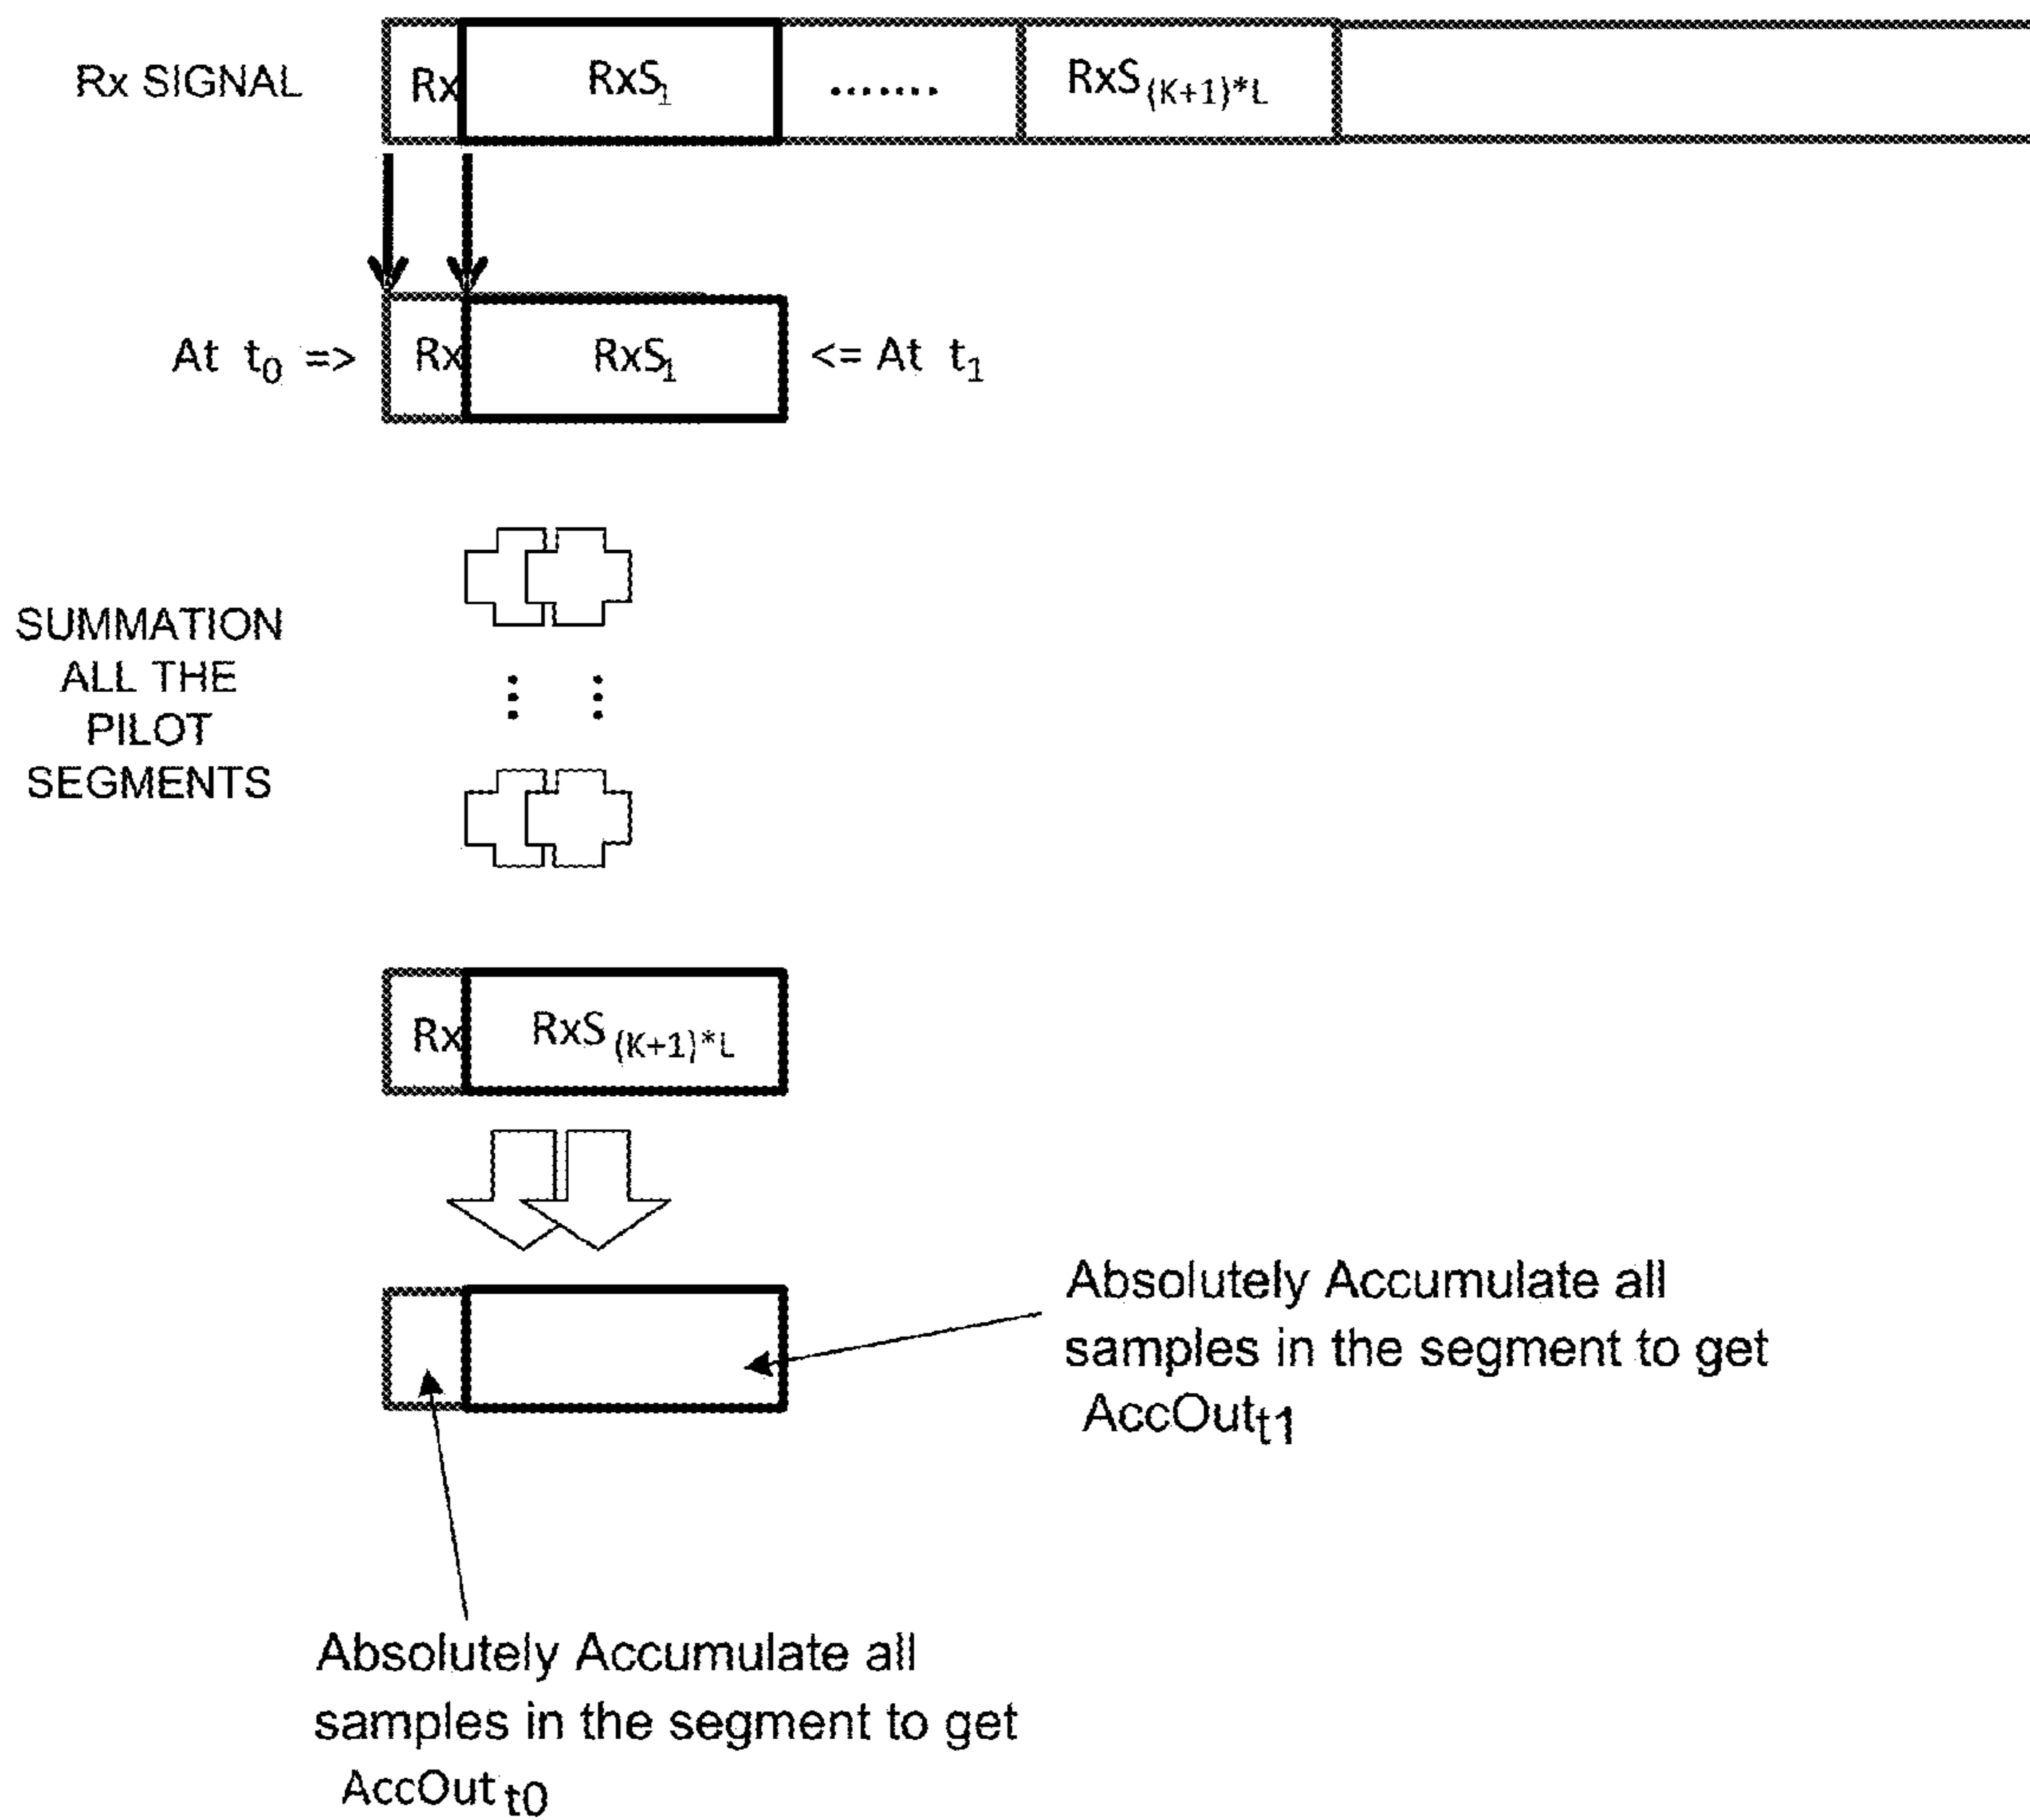 Rx SIGNAL Rx RxS₁ ....... RxS₍K+1₎*L
At t₀ => Rx RxS₁ <= At t₁
SUMMATION
ALL THE
PILOT
SEGMENTS
Rx RxS (K+1)*L
Absolutely Accumulate all
samples in the segment to get
AccOutt1
Absolutely Accumulate all
samples in the segment to get
AccOut t0